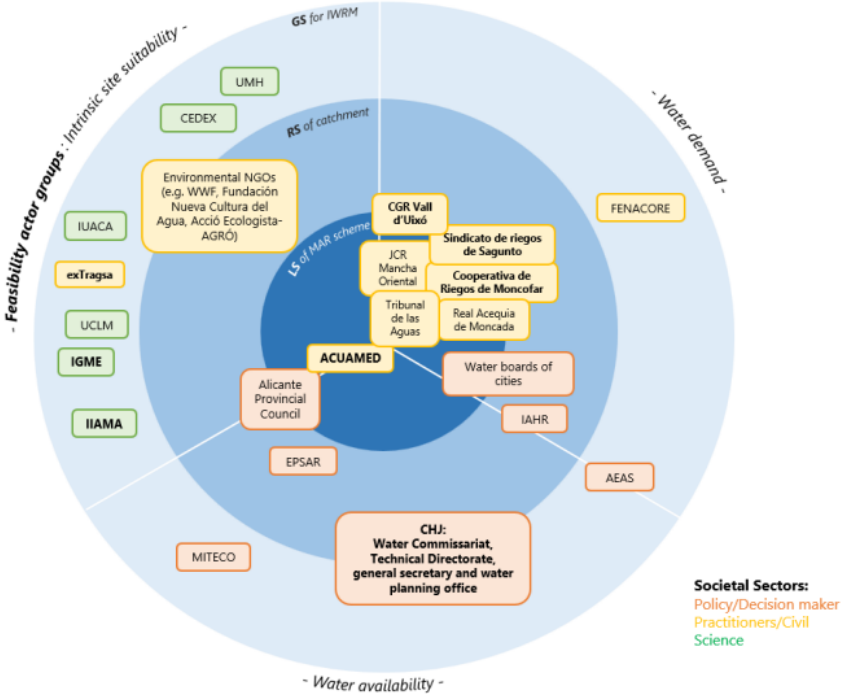 GS for IWRM
- Feasibility actor groups : Intrinsic site suitability -
- Water demand -
UMH
CEDEX
RS of catchment
Environmental NGOs
(e.g. WWF, Fundación
Nueva Cultura del
Agua, Acció Ecologista-
AGRÓ)
IUACA
exTragsa
UCLM
IGME
IIAMA
LS of MAR scheme
CGR Vall
d'Uixó
Sindicato de riegos
de Sagunto
JCR
Mancha
Oriental
Cooperativa de
Riegos de Moncofar
Tribunal
de las
Aguas
Real Acequia
de Moncada
FENACORE
ACUAMED
Alicante
Provincial
Council
Water boards of
cities
IAHR
EPSAR
AEAS
MITECO
CHJ:
Water Commissariat,
Technical Directorate,
general secretary and water
planning office
- Water availability -
Societal Sectors:
Policy/Decision maker
Practitioners/Civil
Science